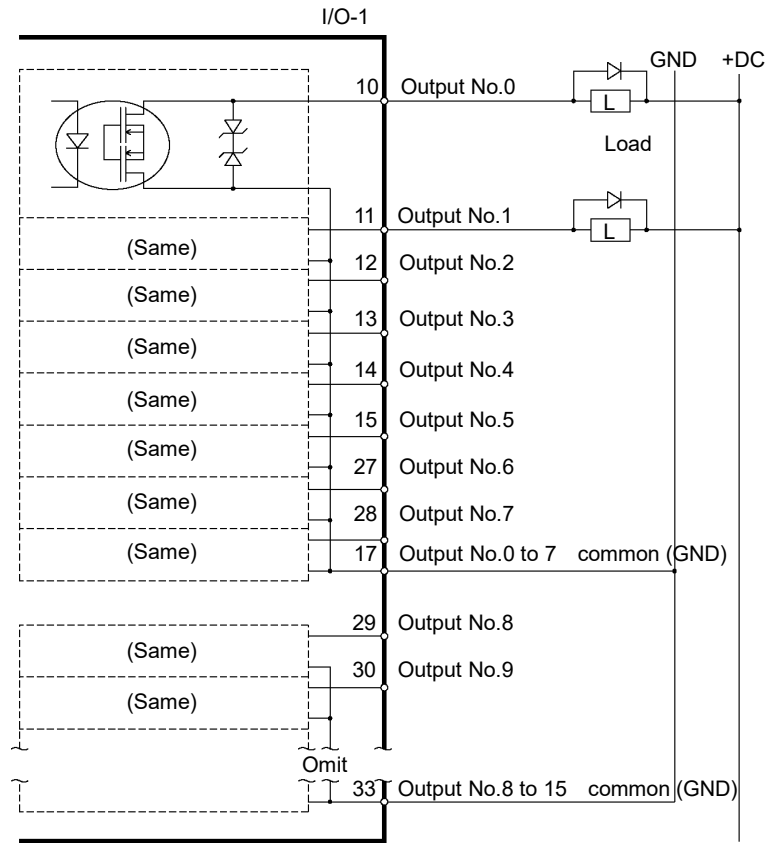 I/O-1
GND +DC
10 Output No.0
L
Load
11 Output No.1
L
(Same)
12 Output No.2
(Same)
13 Output No.3
(Same)
14 Output No.4
(Same)
15 Output No.5
(Same)
27 Output No.6
(Same)
28 Output No.7
(Same)
17 Output No.0 to 7 common (GND)
29 Output No.8
(Same)
30 Output No.9
(Same)
Omit
33 Output No.8 to 15 common (GND)